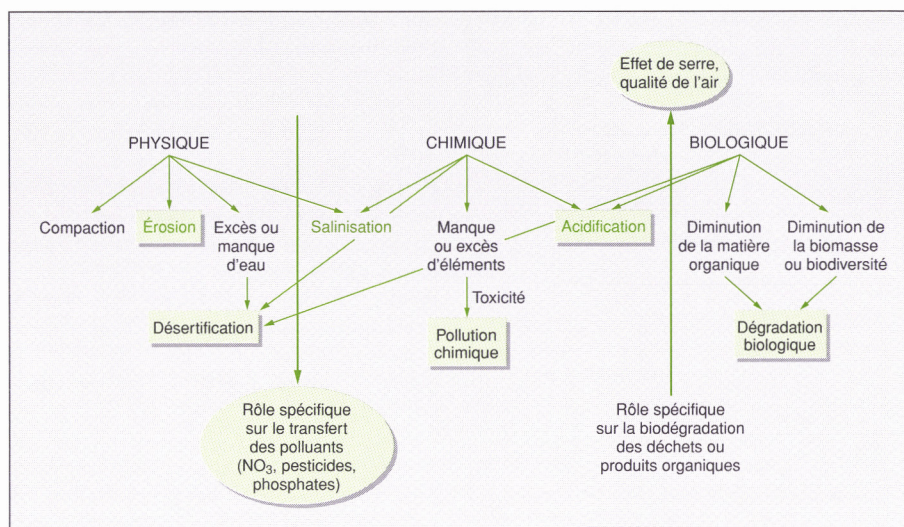 Effet de serre,
qualité de l'air
PHYSIQUE
CHIMIQUE
BIOLOGIQUE
Compaction
Érosion
Excès ou
manque
d'eau
Salinisation
Manque
ou excès
d'éléments
Acidification
Diminution
de la matière
organique
Diminution de
la biomasse
ou biodiversité
Toxicité
Désertification
Pollution
chimique
Dégradation
biologique
Rôle spécifique
sur le transfert
des polluants
(NO3, pesticides,
phosphates)
Rôle spécifique
sur la biodégradation
des déchets ou
produits organiques